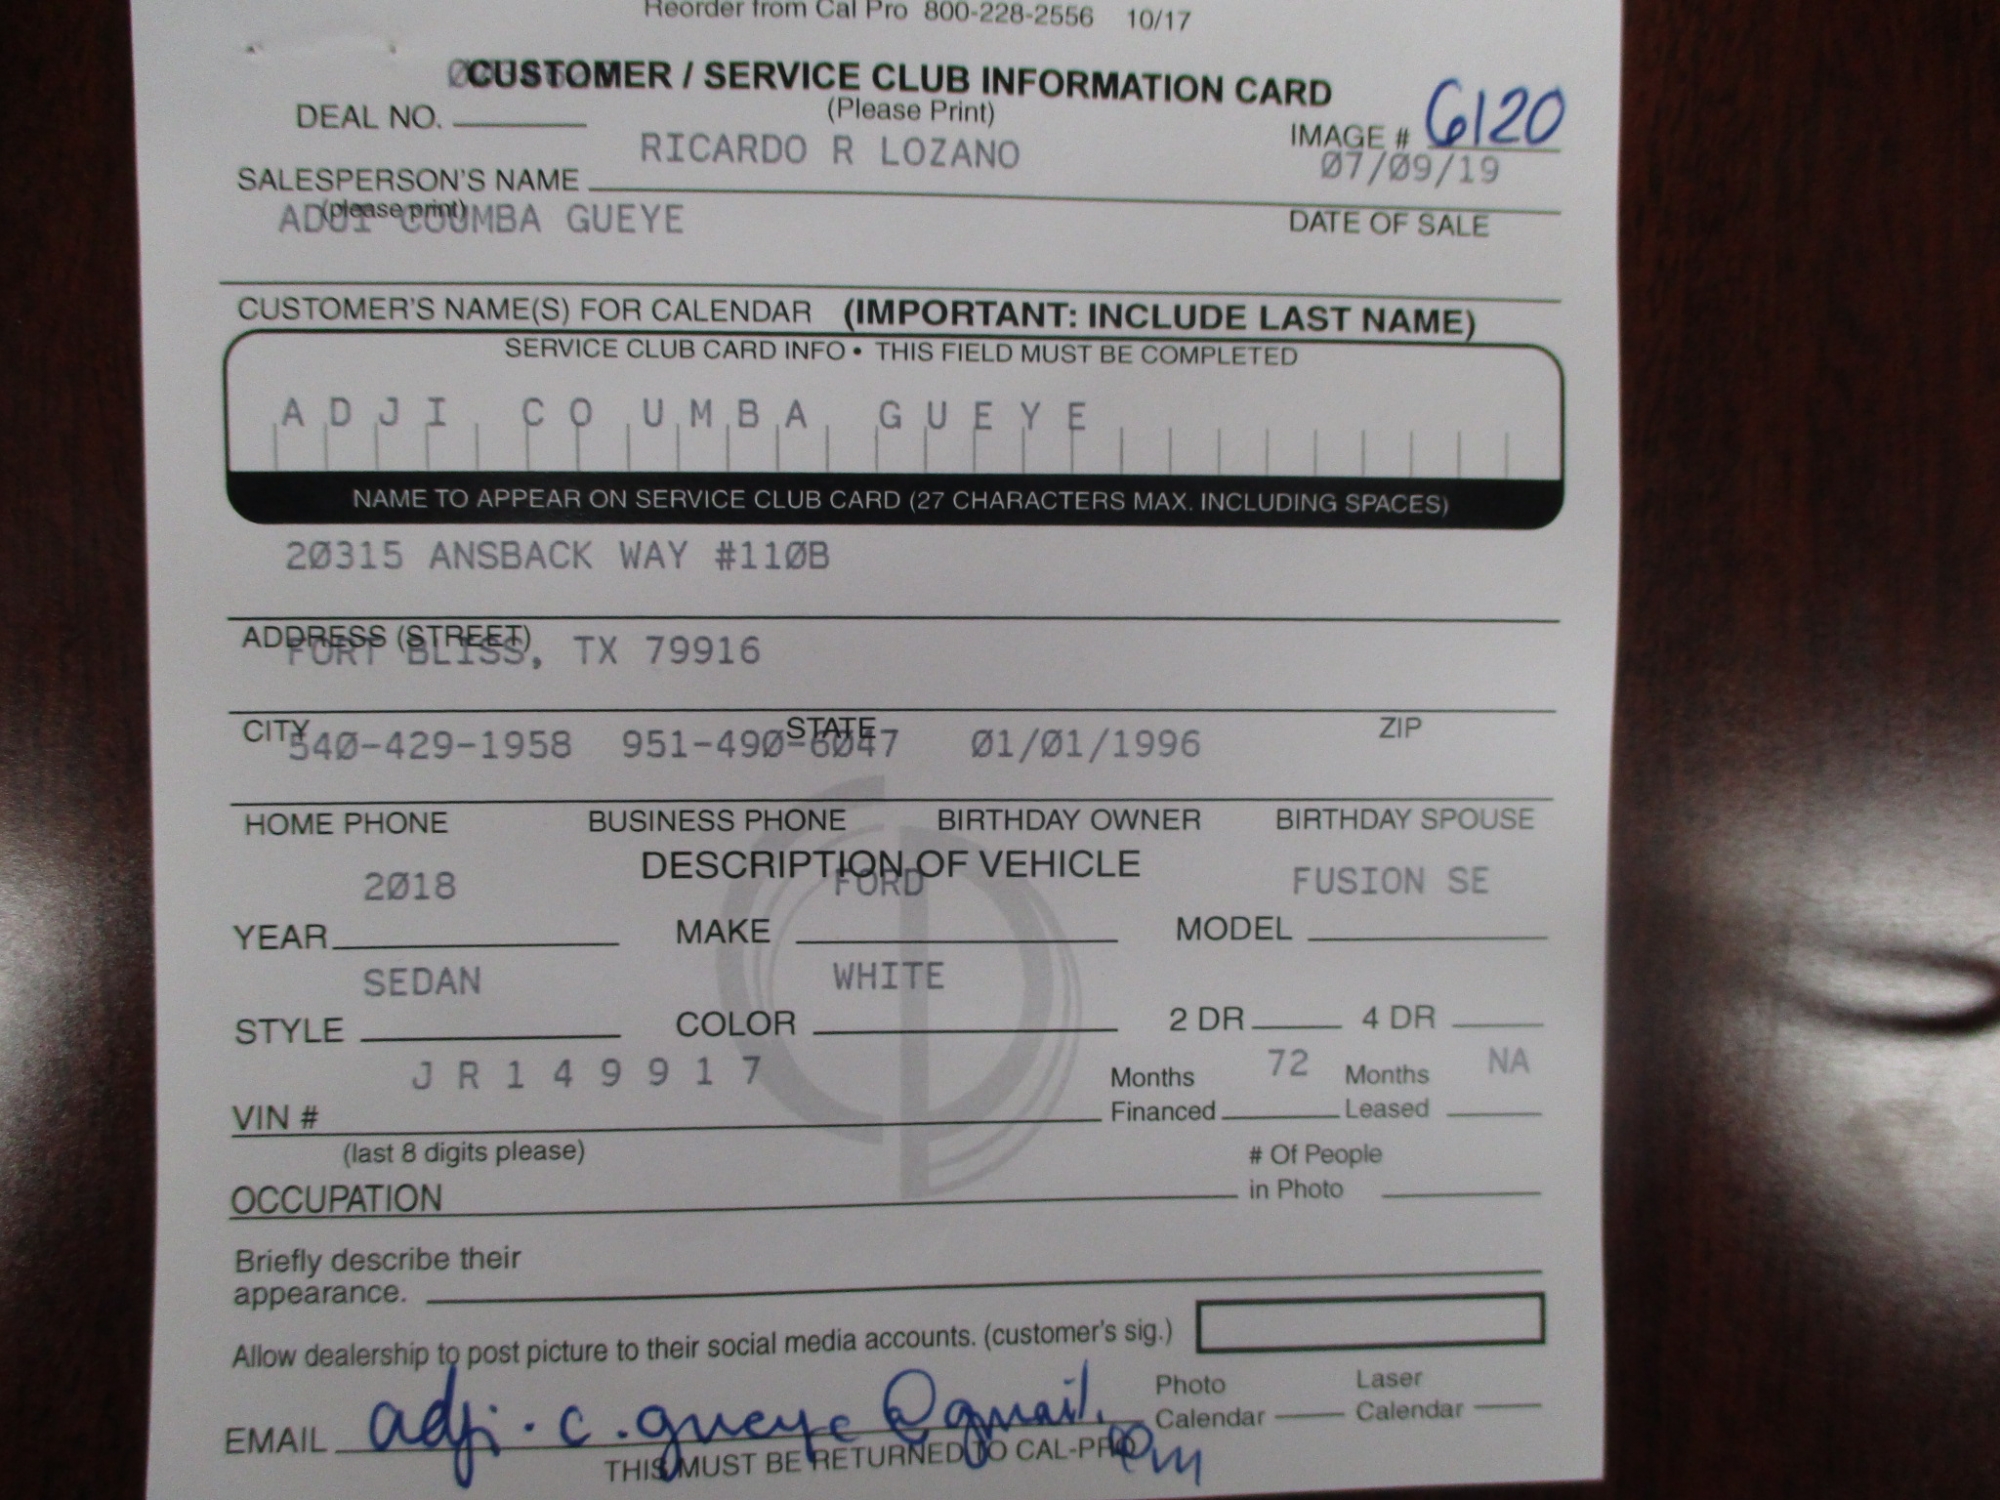 Reorder from Cal Pro 800-228-2556 10/17
CUSTOMER / SERVICE CLUB INFORMATION CARD
(Please Print)
DEAL NO.
IMAGE # 6120
RICARDO R LOZANO 07/09/19
SALESPERSON'S NAME
(please print)
DATE OF SALE
ADJI COUMBA GUEYE
CUSTOMER'S NAME(S) FOR CALENDAR (IMPORTANT: INCLUDE LAST NAME)
SERVICE CLUB CARD INFO • THIS FIELD MUST BE COMPLETED
ADJI COUMBA GUEYE
NAME TO APPEAR ON SERVICE CLUB CARD (27 CHARACTERS MAX. INCLUDING SPACES)
20315 ANSBACK WAY #110B
ADDRESS (STREET)
FORT BLISS, TX 79916
CITY STATE ZIP
540-429-1958 951-490-6047 01/01/1996
HOME PHONE BUSINESS PHONE BIRTHDAY OWNER BIRTHDAY SPOUSE
DESCRIPTION OF VEHICLE
2018 FORD FUSION SE
YEAR MAKE MODEL
SEDAN WHITE
STYLE COLOR 2 DR 4 DR
JR149917 Months 72 Months NA
VIN # Financed Leased
(last 8 digits please) # Of People
OCCUPATION in Photo
Briefly describe their
appearance.
Allow dealership to post picture to their social media accounts. (customer's sig.)
Photo Laser
EMAIL adji.c.gueye@gmail.com Calendar Calendar
THIS MUST BE RETURNED TO CAL-PRO